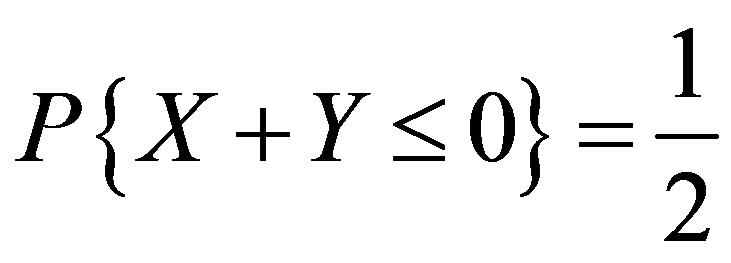 P{X + Y ≤ 0} = 1/2